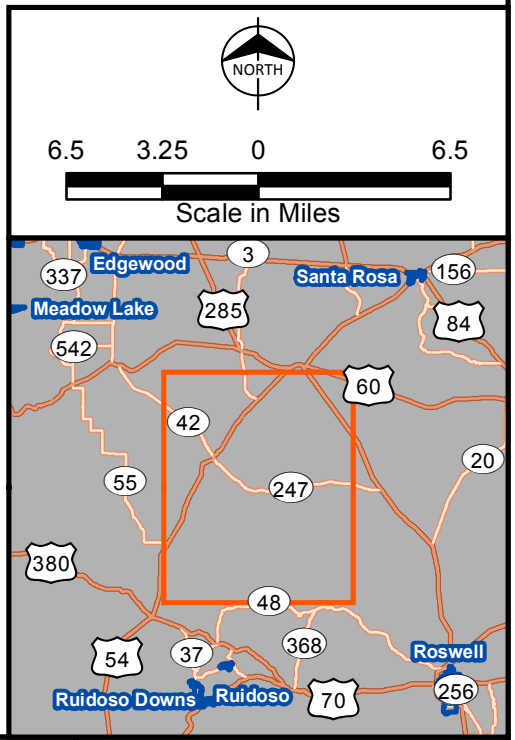 NORTH
6.5 3.25 0 6.5
Scale in Miles
3
Edgewood
337
Santa Rosa
156
285
Meadow Lake
84
542
60
42
20
55
247
380
48
368
Roswell
54
37
256
Ruidoso Downs
Ruidoso
70